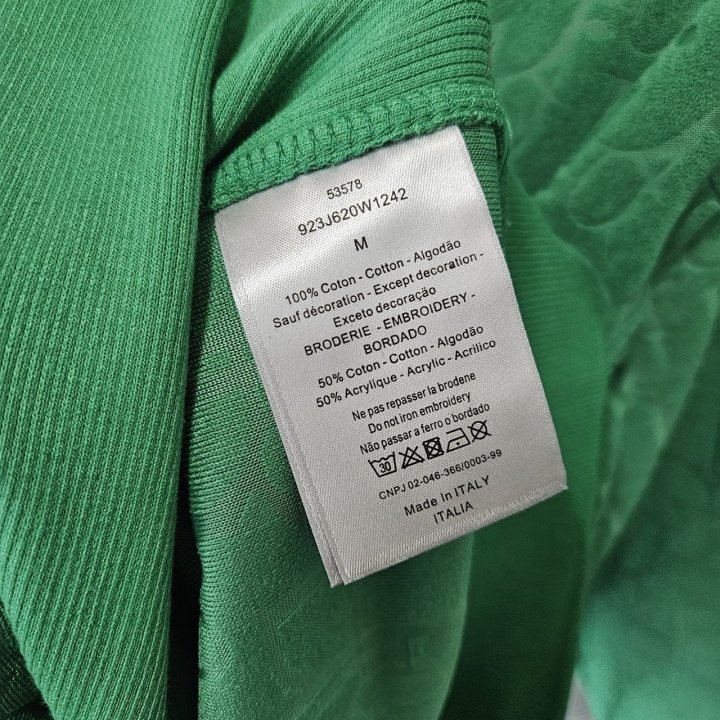 53578
923J620W1242
M
100% Coton - Cotton - Algodão
Sauf décoration - Except decoration -
Exceto decoração
BRODERIE - EMBROIDERY -
BORDADO
50% Coton - Cotton - Algodão
50% Acrylique - Acrylic - Acrilico
Ne pas repasser la brodene
Do not iron embroidery
Não passar a ferro o bordado
30
CNPJ 02-046-366/0003-99
Made in ITALY
ITALIA